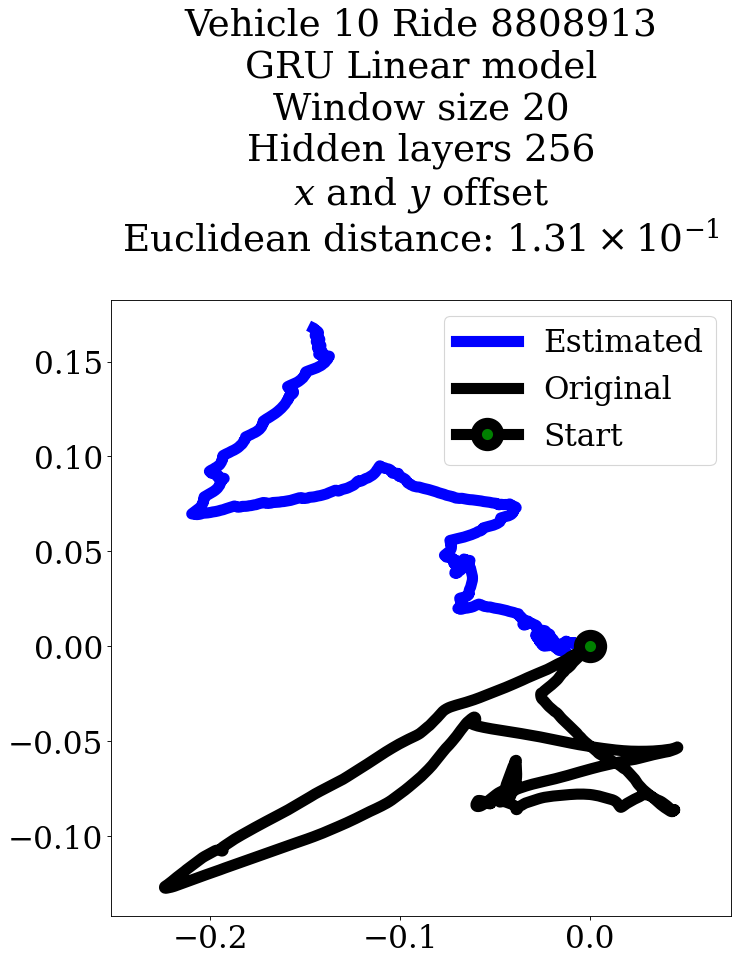 Vehicle 10 Ride 8808913
GRU Linear model
Window size 20
Hidden layers 256
x and y offset
Euclidean distance: 1.31 × 10⁻¹
Estimated
Original
Start
0.15
0.10
0.05
0.00
−0.05
−0.10
−0.2
−0.1
0.0